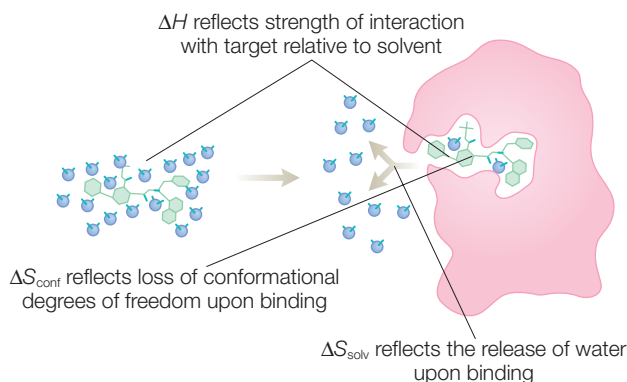 ΔH reflects strength of interaction
with target relative to solvent
ΔSconf reflects loss of conformational
degrees of freedom upon binding
ΔSsolv reflects the release of water
upon binding